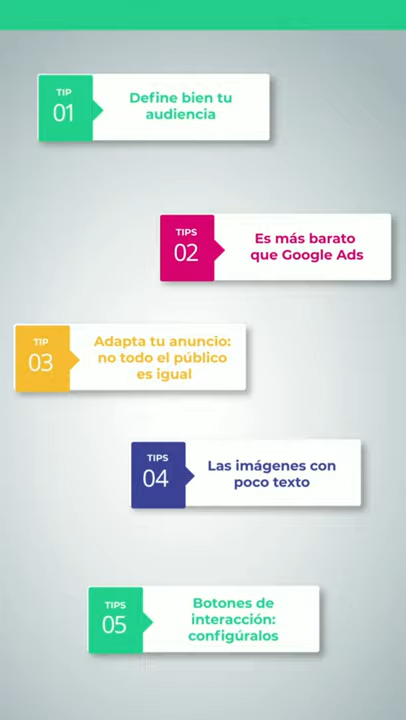 TIP
01
Define bien tu
audiencia
TIPS
02
Es más barato
que Google Ads
TIP
03
Adapta tu anuncio:
no todo el público
es igual
TIPS
04
Las imágenes con
poco texto
TIPS
05
Botones de
interacción:
configúralos